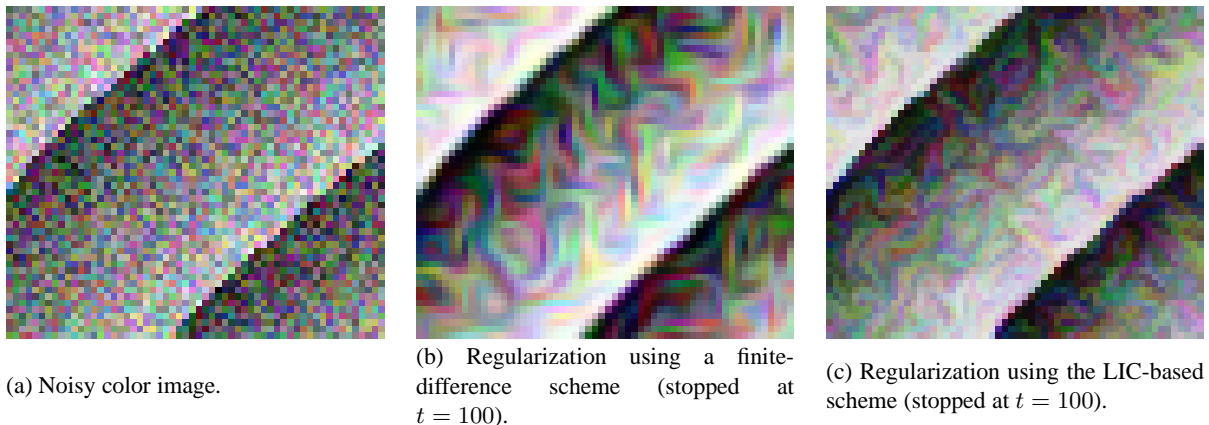 (a) Noisy color image.
(b) Regularization using a finite-
difference scheme (stopped at
t = 100).
(c) Regularization using the LIC-based
scheme (stopped at t = 100).